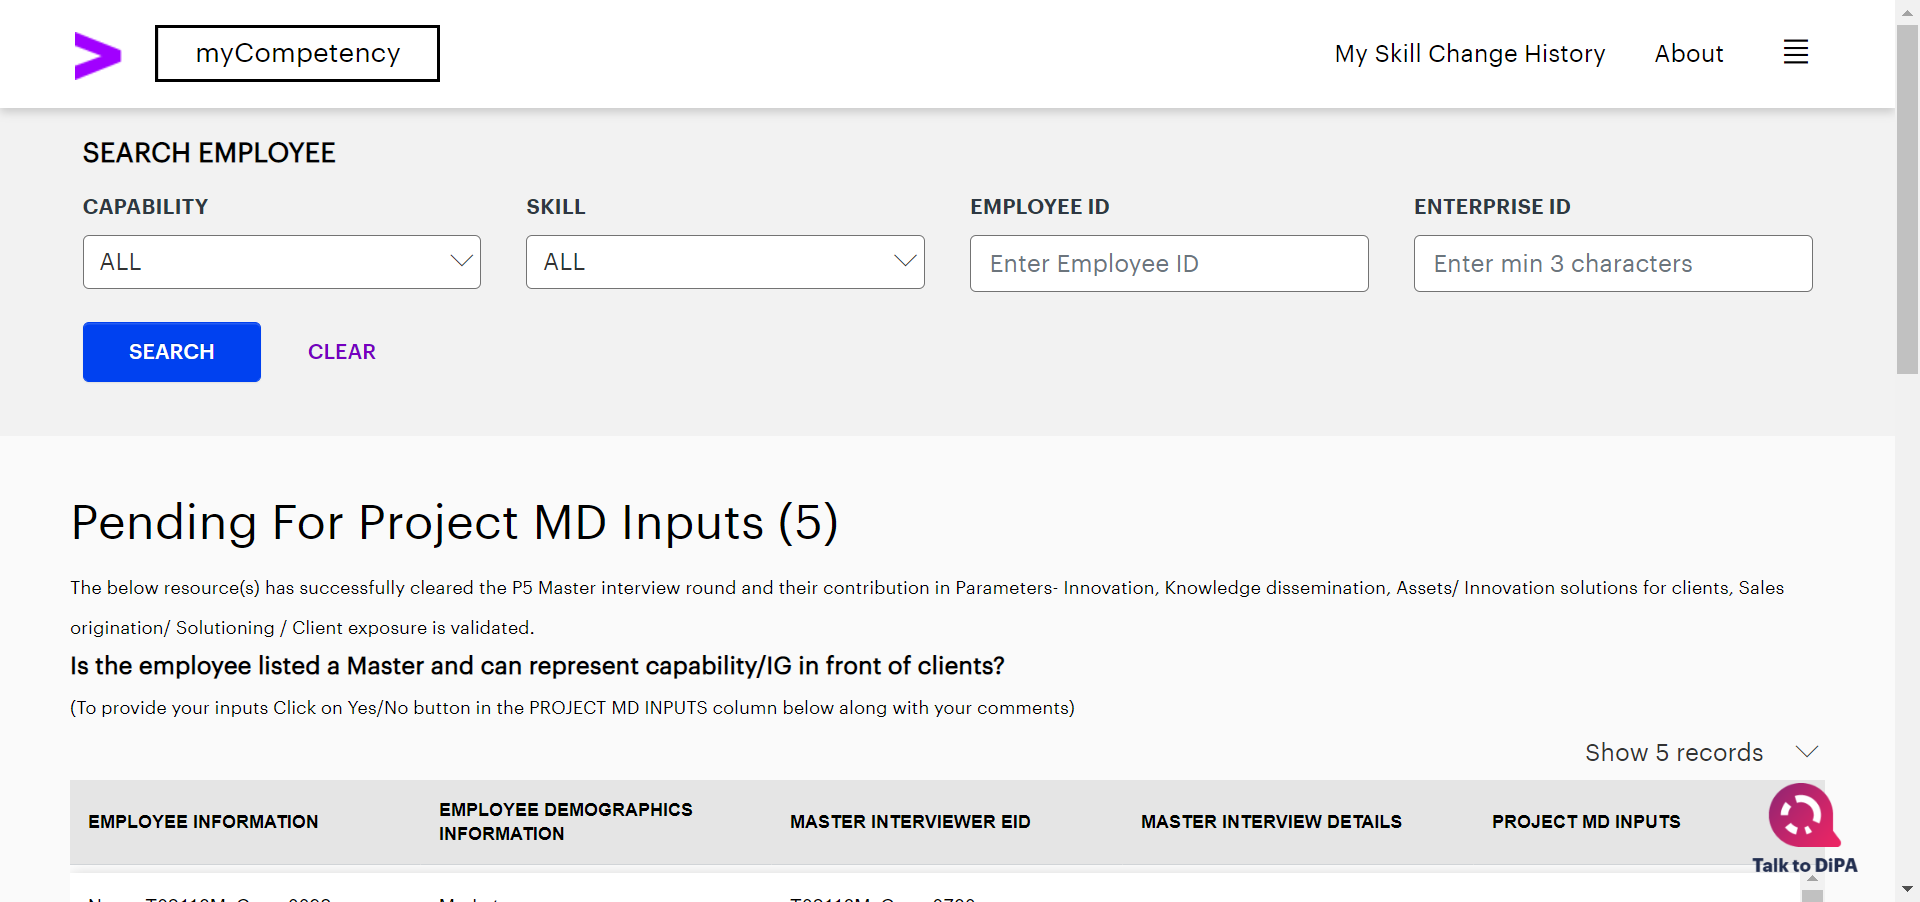 myCompetency
My Skill Change History
About
SEARCH EMPLOYEE
CAPABILITY
SKILL
EMPLOYEE ID
ENTERPRISE ID
ALL
ALL
Enter Employee ID
Enter min 3 characters
SEARCH
CLEAR
Pending For Project MD Inputs (5)
The below resource(s) has successfully cleared the P5 Master interview round and their contribution in Parameters- Innovation, Knowledge dissemination, Assets/ Innovation solutions for clients, Sales
origination/ Solutioning / Client exposure is validated.
Is the employee listed a Master and can represent capability/IG in front of clients?
(To provide your inputs Click on Yes/No button in the PROJECT MD INPUTS column below along with your comments)
Show 5 records
EMPLOYEE INFORMATION
EMPLOYEE DEMOGRAPHICS
INFORMATION
MASTER INTERVIEWER EID
MASTER INTERVIEW DETAILS
PROJECT MD INPUTS
Talk to DiPA